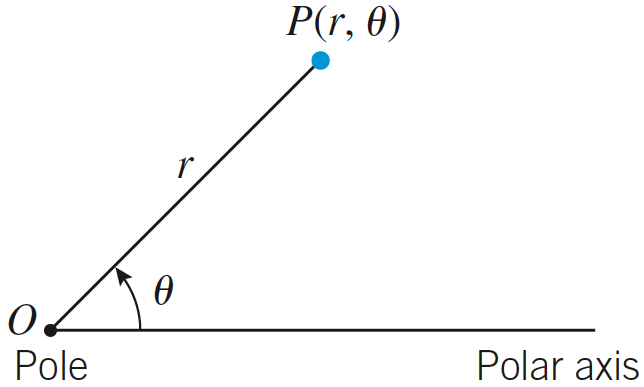 P(r, θ)
r
θ
O
Pole
Polar axis